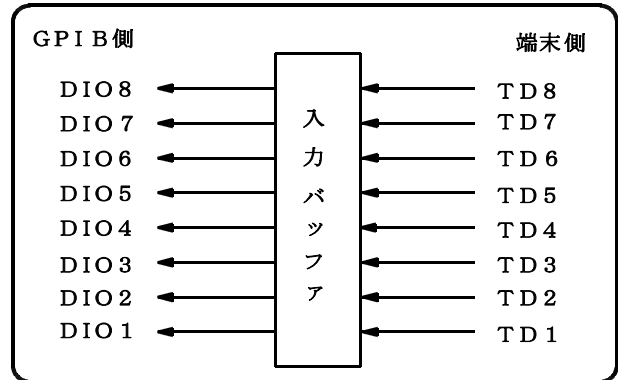 GPIB側
端末側
DIO8
入力バッファ
TD8
DIO7
TD7
DIO6
TD6
DIO5
TD5
DIO4
TD4
DIO3
TD3
DIO2
TD2
DIO1
TD1